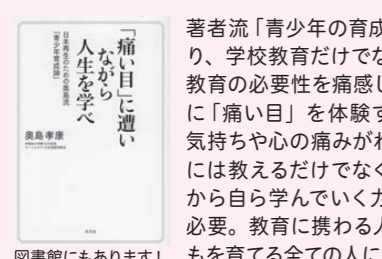 「痛い目」に遭い
ながら
人生を学べ
日本再生のための奥島流
「青少年育成論」
奥島孝康
図書館にもあります!
著者流「青少年の育成
り、学校教育だけでな
教育の必要性を痛感し
に「痛い目」を体験す
気持ちや心の痛みがわ
には教えるだけでなく
から自ら学んでいくカ
必要。教育に携わる人
もを育てる全ての人に